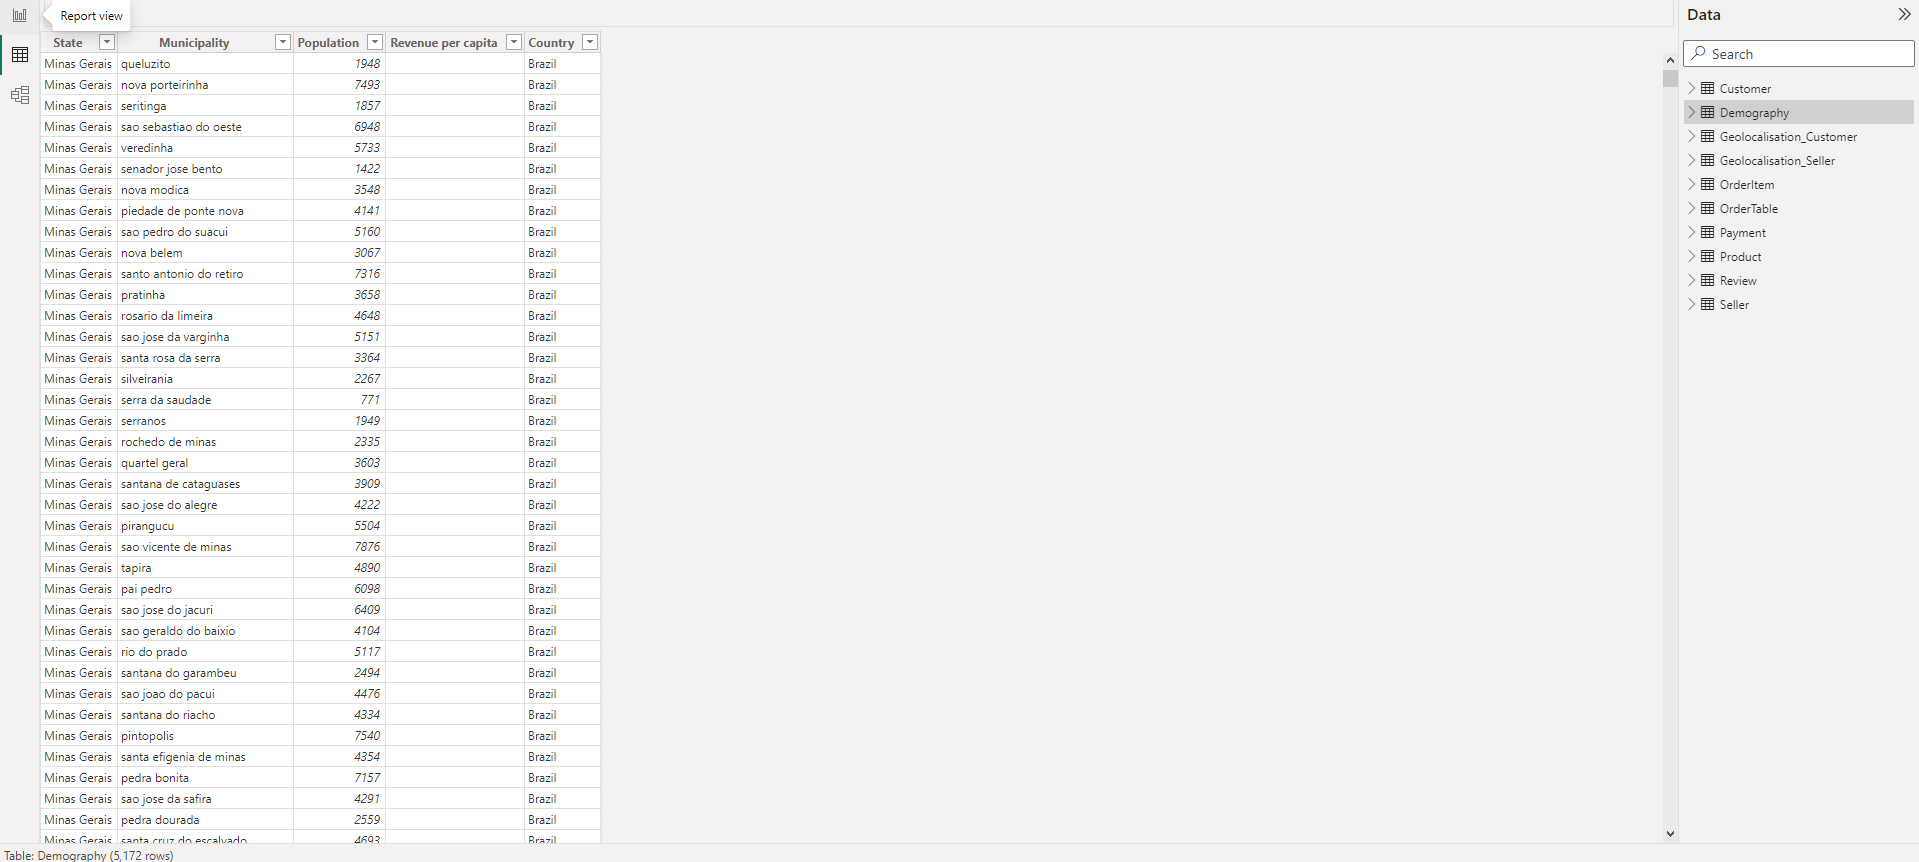 Report view
State Municipality Population Revenue per capita Country
Minas Gerais queluzito 1948 Brazil
Minas Gerais nova porteirinha 7493 Brazil
Minas Gerais seritinga 1857 Brazil
Minas Gerais sao sebastiao do oeste 6948 Brazil
Minas Gerais veredinha 5733 Brazil
Minas Gerais senador jose bento 1422 Brazil
Minas Gerais nova modica 3548 Brazil
Minas Gerais piedade de ponte nova 4141 Brazil
Minas Gerais sao pedro do suacui 5160 Brazil
Minas Gerais nova belem 3067 Brazil
Minas Gerais santo antonio do retiro 7316 Brazil
Minas Gerais pratinha 3658 Brazil
Minas Gerais rosario da limeira 4648 Brazil
Minas Gerais sao jose da varginha 5151 Brazil
Minas Gerais santa rosa da serra 3364 Brazil
Minas Gerais silveirania 2267 Brazil
Minas Gerais serra da saudade 771 Brazil
Minas Gerais serranos 1949 Brazil
Minas Gerais rochedo de minas 2335 Brazil
Minas Gerais quartel geral 3603 Brazil
Minas Gerais santana de cataguases 3909 Brazil
Minas Gerais sao jose do alegre 4222 Brazil
Minas Gerais pirangucu 5504 Brazil
Minas Gerais sao vicente de minas 7876 Brazil
Minas Gerais tapira 4890 Brazil
Minas Gerais pai pedro 6098 Brazil
Minas Gerais sao jose do jacuri 6409 Brazil
Minas Gerais sao geraldo do baixio 4104 Brazil
Minas Gerais rio do prado 5117 Brazil
Minas Gerais santana do garambeu 2494 Brazil
Minas Gerais sao joao do pacui 4476 Brazil
Minas Gerais santana do riacho 4334 Brazil
Minas Gerais pintopolis 7540 Brazil
Minas Gerais santa efigenia de minas 4354 Brazil
Minas Gerais pedra bonita 7157 Brazil
Minas Gerais sao jose da safira 4291 Brazil
Minas Gerais pedra dourada 2559 Brazil
Minas Gerais santa cruz do escalvado 4693 Brazil
Table: Demography (5,172 rows)
Data
Search
Customer
Demography
Geolocalisation_Customer
Geolocalisation_Seller
OrderItem
OrderTable
Payment
Product
Review
Seller